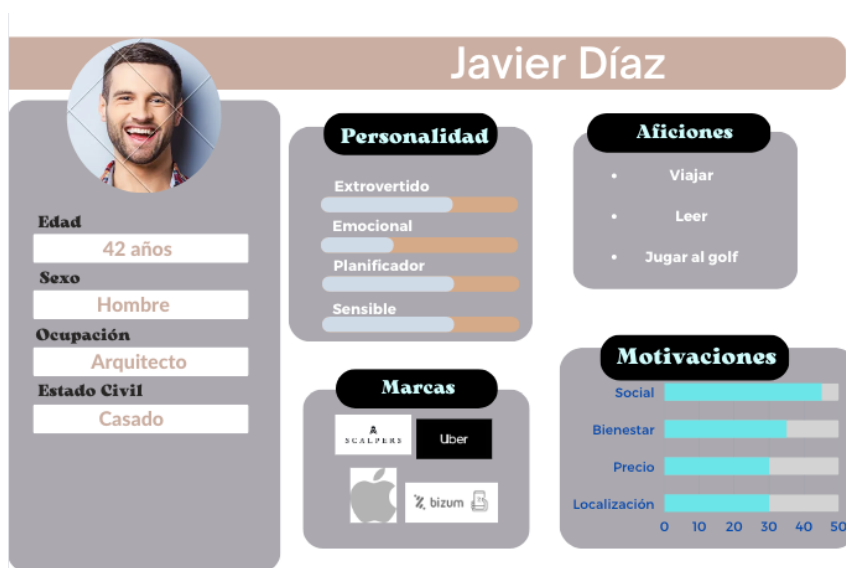 Javier Díaz
Edad
42 años
Sexo
Hombre
Ocupación
Arquitecto
Estado Civil
Casado
Personalidad
Extrovertido
Emocional
Planificador
Sensible
Marcas
SCALPERS
Uber
bizum
Aficiones
• Viajar
• Leer
• Jugar al golf
Motivaciones
Social
Bienestar
Precio
Localización
0 10 20 30 40 50